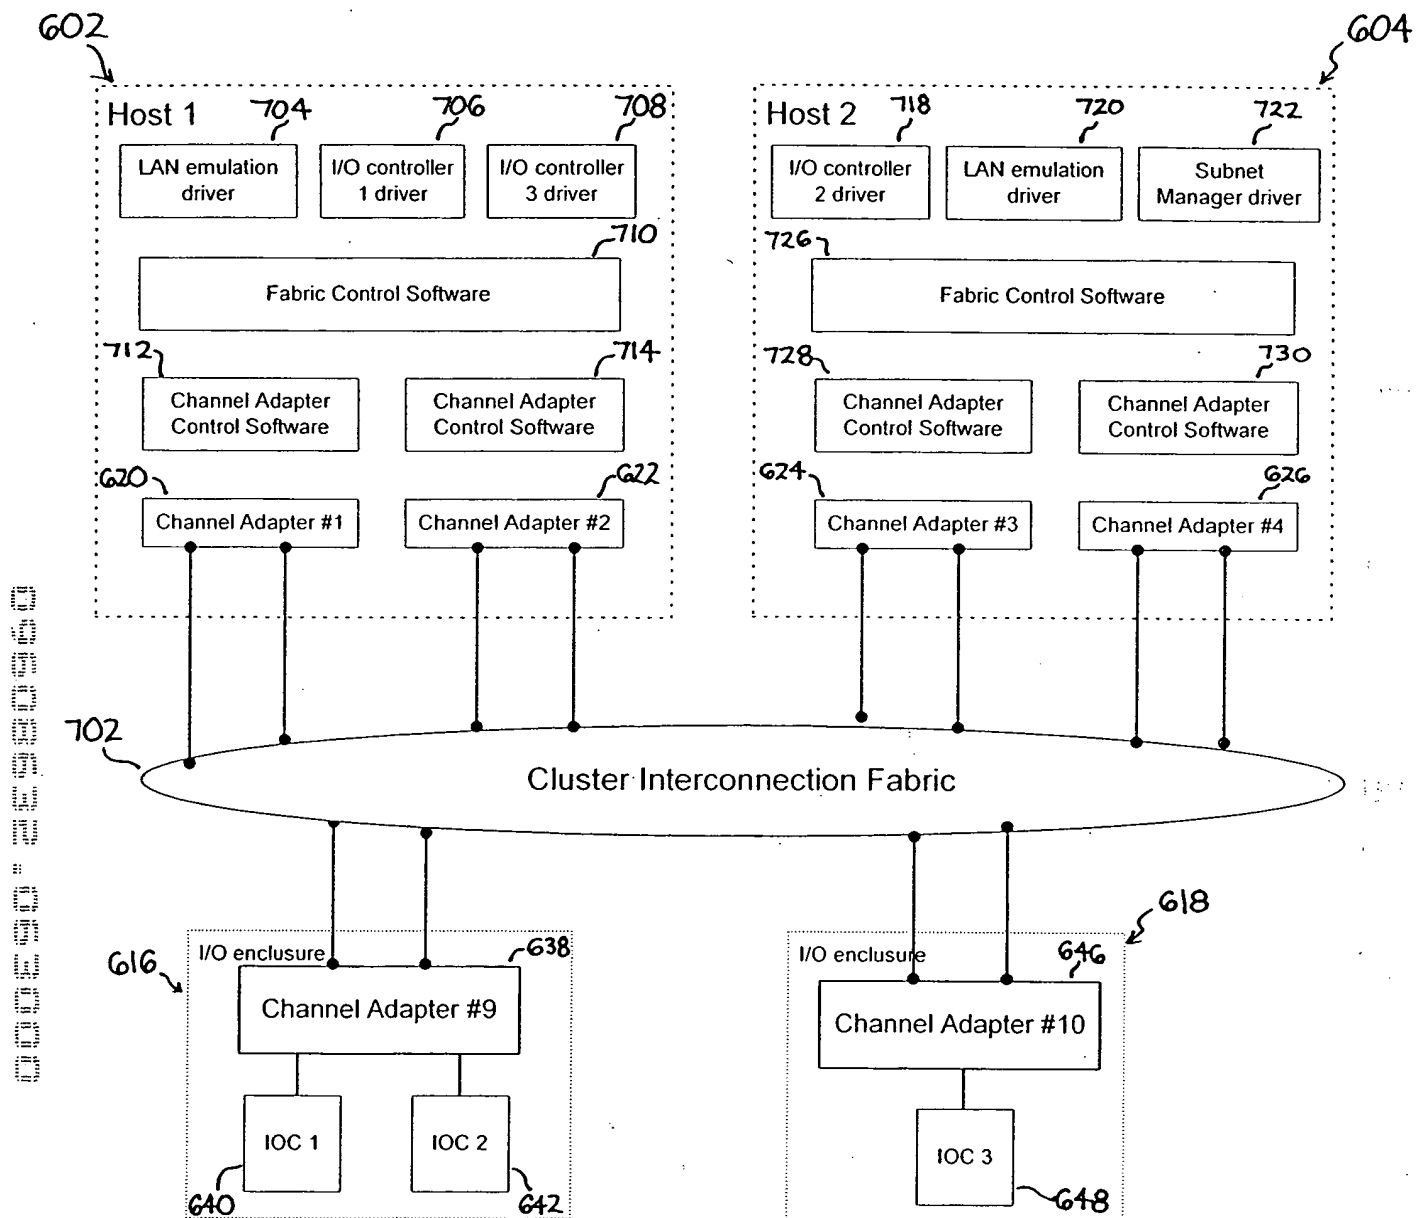 602
604
Host 1
704
706
708
LAN emulation
driver
I/O controller
1 driver
I/O controller
3 driver
710
Fabric Control Software
712
714
Channel Adapter
Control Software
Channel Adapter
Control Software
620
622
Channel Adapter #1
Channel Adapter #2
Host 2
718
720
722
I/O controller
2 driver
LAN emulation
driver
Subnet
Manager driver
726
Fabric Control Software
728
730
Channel Adapter
Control Software
Channel Adapter
Control Software
624
626
Channel Adapter #3
Channel Adapter #4
702
Cluster Interconnection Fabric
616
I/O enclusure
638
Channel Adapter #9
IOC 1
IOC 2
640
642
618
I/O enclusure
646
Channel Adapter #10
IOC 3
648
09608632.063000